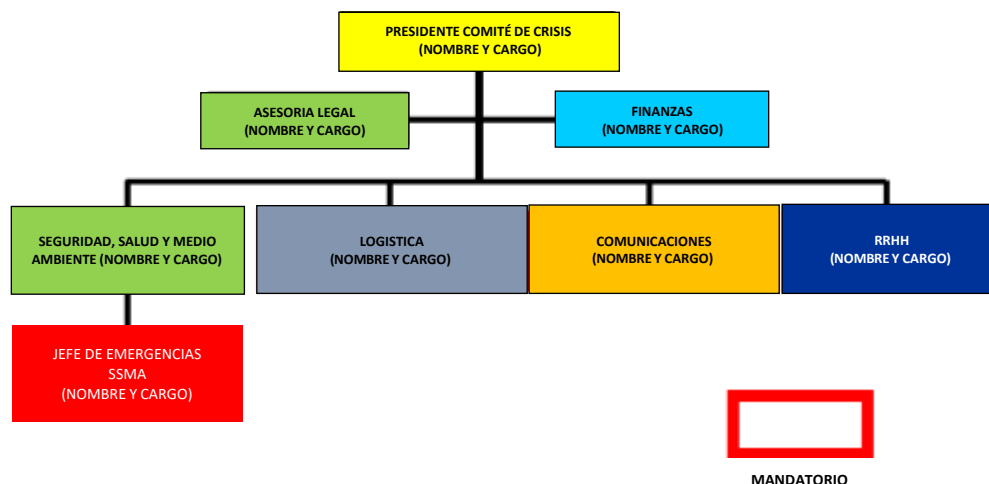 PRESIDENTE COMITÉ DE CRISIS
(NOMBRE Y CARGO)
ASESORIA LEGAL
(NOMBRE Y CARGO)
FINANZAS
(NOMBRE Y CARGO)
SEGURIDAD, SALUD Y MEDIO
AMBIENTE (NOMBRE Y CARGO)
LOGISTICA
(NOMBRE Y CARGO)
COMUNICACIONES
(NOMBRE Y CARGO)
RRHH
(NOMBRE Y CARGO)
JEFE DE EMERGENCIAS
SSMA
(NOMBRE Y CARGO)
MANDATORIO